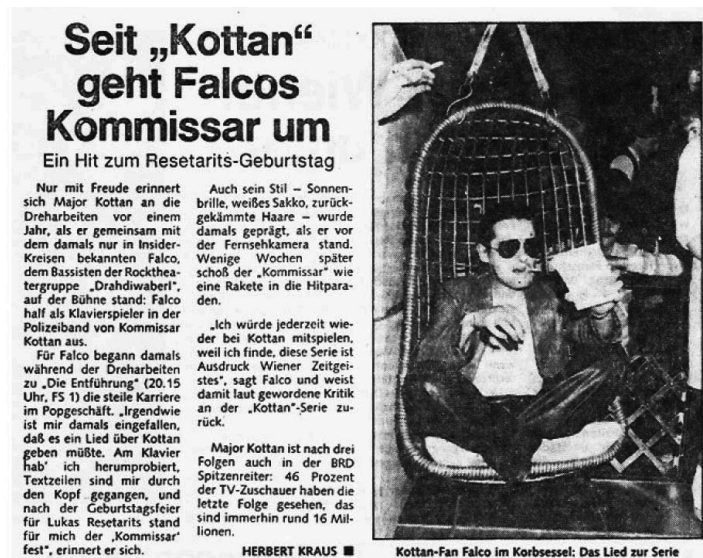 Seit „Kottan“
geht Falcos
Kommissar um
Ein Hit zum Resetarits-Geburtstag
Nur mit Freude erinnert
sich Major Kottan an die
Dreharbeiten vor einem
Jahr, als er gemeinsam mit
dem damals nur in Insider-
Kreisen bekannten Falco,
dem Bassisten der Rockthea-
tergruppe „Drahdiwaberl“,
auf der Bühne stand: Falco
half als Klavierspieler in der
Polizeiband von Kommissar
Kottan aus.
Für Falco begann damals
während der Dreharbeiten
zu „Die Entführung“ (20.15
Uhr, FS 1) die steile Karriere
im Popgeschäft. „Irgendwie
ist mir damals eingefallen,
daß es ein Lied über Kottan
geben müßte. Am Klavier
hab’ ich herumprobiert,
Textzeilen sind mir durch
den Kopf gegangen, und
nach der Geburtstagsfeier
für Lukas Resetarits stand
für mich der ‚Kommissar‘
fest“, erinnert er sich.
Auch sein Stil – Sonnen-
brille, weißes Sakko, zurück-
gekämmte Haare – wurde
damals geprägt, als er vor
der Fernsehkamera stand.
Wenige Wochen später
schoß der „Kommissar“ wie
eine Rakete in die Hitpara-
den.
„Ich würde jederzeit wie-
der bei Kottan mitspielen,
weil ich finde, diese Serie ist
Ausdruck Wiener Zeitgei-
stes“, sagt Falco und weist
damit laut gewordene Kritik
an der „Kottan“-Serie zu-
rück.
Major Kottan ist nach drei
Folgen auch in der BRD
Spitzenreiter: 46 Prozent
der TV-Zuschauer haben die
letzte Folge gesehen, das
sind immerhin rund 16 Mil-
lionen.
HERBERT KRAUS ■
Kottan-Fan Falco im Korbsessel: Das Lied zur Serie